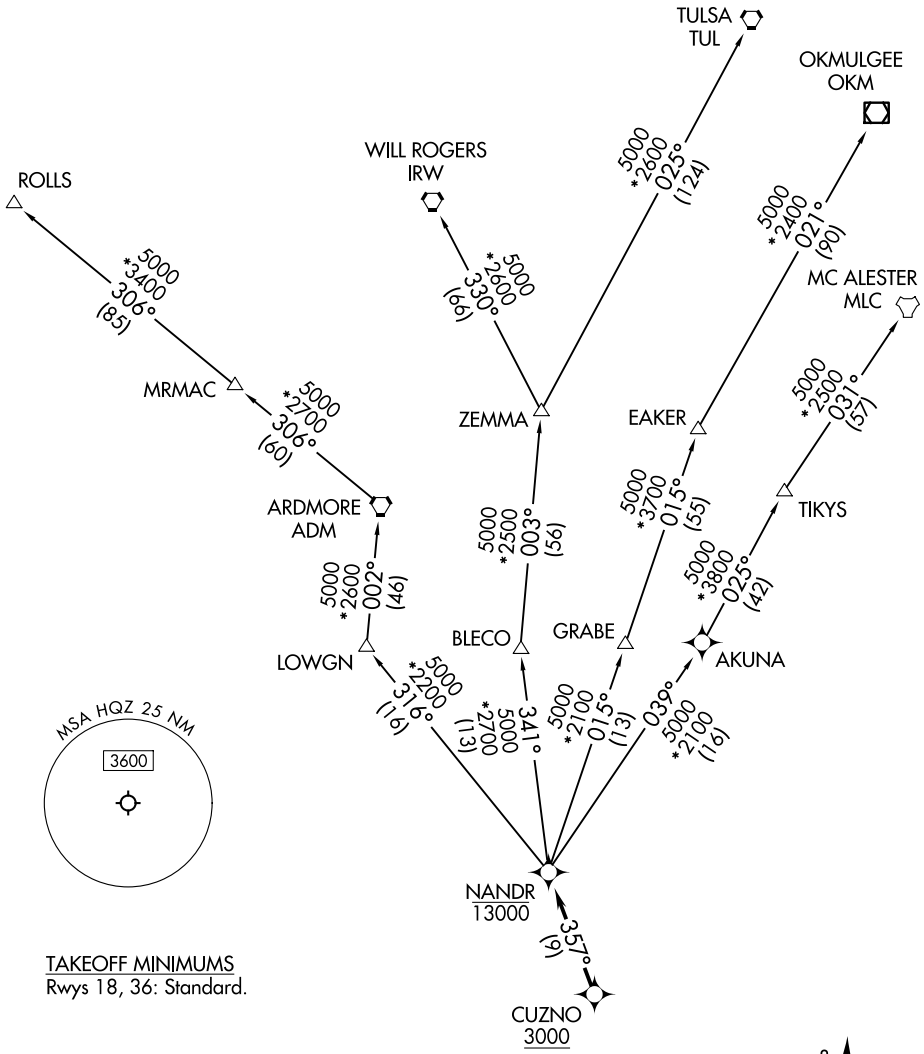 TULSA
TUL
OKMULGEE
OKM
WILL ROGERS
IRW
ROLLS
5000
*2600
025°
(124)
5000
*2400
021°
(90)
MC ALESTER
MLC
5000
*3400
306°
(85)
5000
*2600
330°
(66)
MRMAC
5000
*2700
306°
(60)
ZEMMA
EAKER
5000
*2500
031°
(57)
ARDMORE
ADM
TIKYS
5000
*2500
003°
(56)
5000
*3700
015°
(55)
5000
*2600
002°
(46)
5000
*3800
025°
(42)
LOWGN
BLECO
GRABE
AKUNA
5000
*2200
316°
(16)
341°
5000
*2700
(13)
5000
*2100
015°
(13)
039°
5000
*2100
(16)
MSA HQZ 25 NM
3600
NANDR
13000
357°
(9)
TAKEOFF MINIMUMS
Rwys 18, 36: Standard.
CUZNO
3000